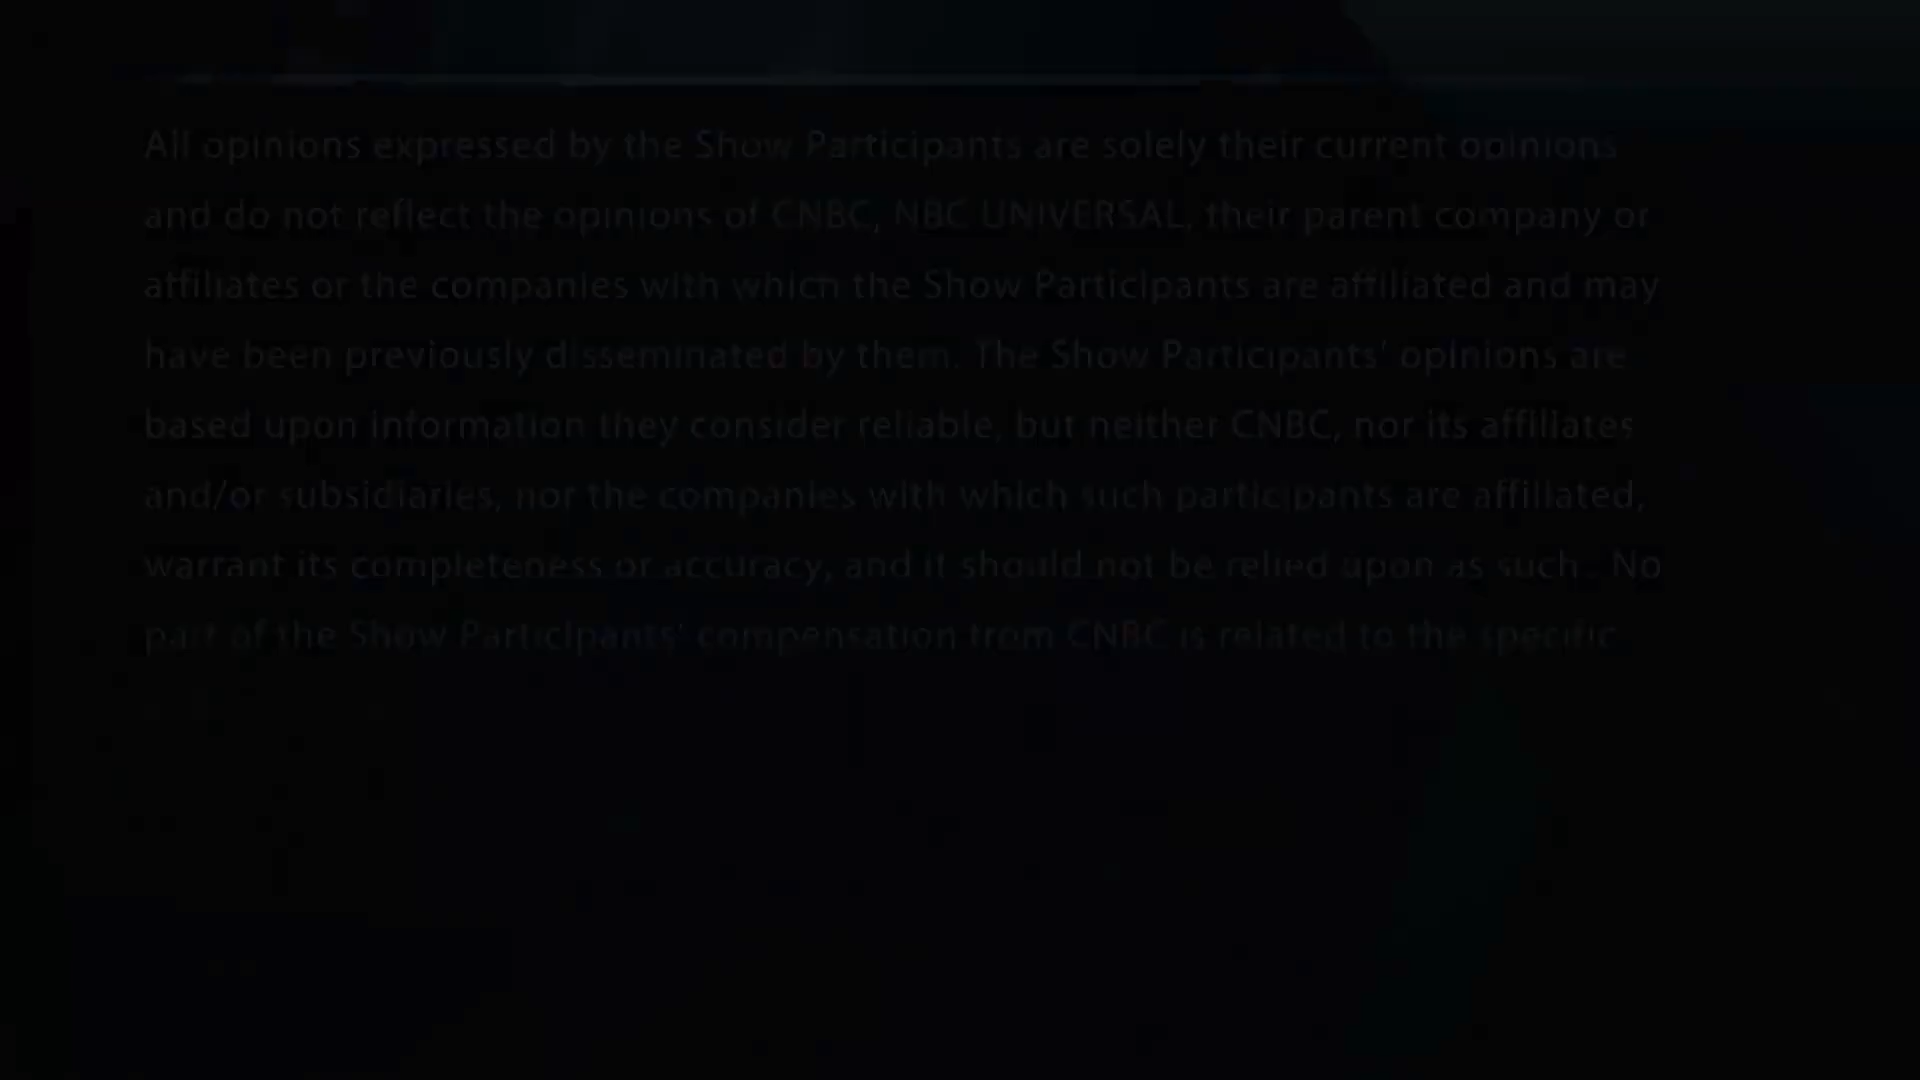 All opinions expressed by the Show Participants are solely their current opinions
and do not reflect the opinions of CNBC, NBC UNIVERSAL, their parent company or
affiliates or the companies with which the Show Participants are affiliated and may
have been previously disseminated by them. The Show Participants' opinions are
based upon information they consider reliable, but neither CNBC, nor its affiliates
and/or subsidiaries, nor the companies with which such participants are affiliated,
warrant its completeness or accuracy, and it should not be relied upon as such. No
part of the Show Participants' compensation from CNBC is related to the specific